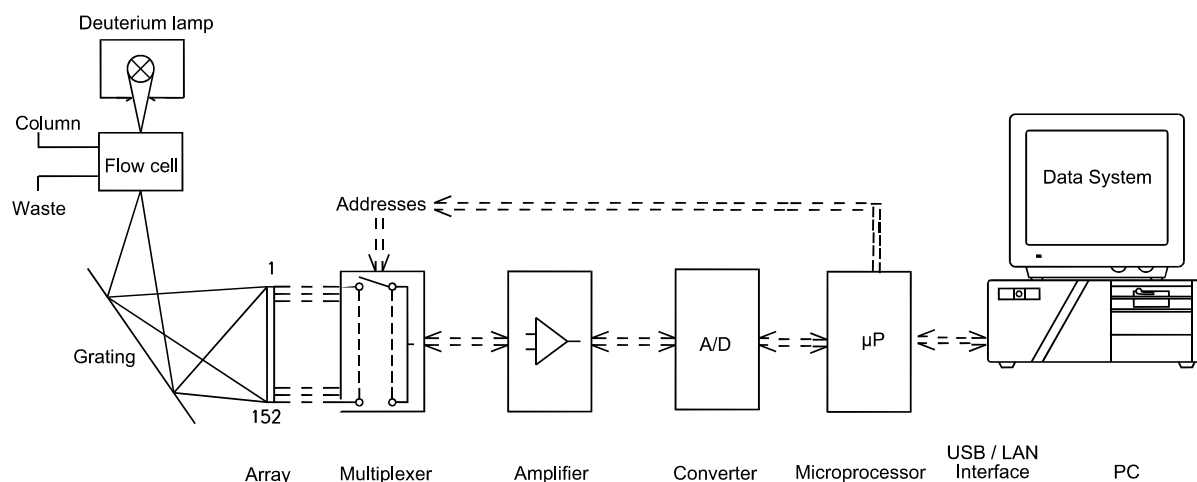 Deuterium lamp
Column
Flow cell
Waste
Addresses
Data System
1
Grating
A/D
µP
152
Array
Multiplexer
Amplifier
Converter
Microprocessor
USB / LAN
Interface
PC